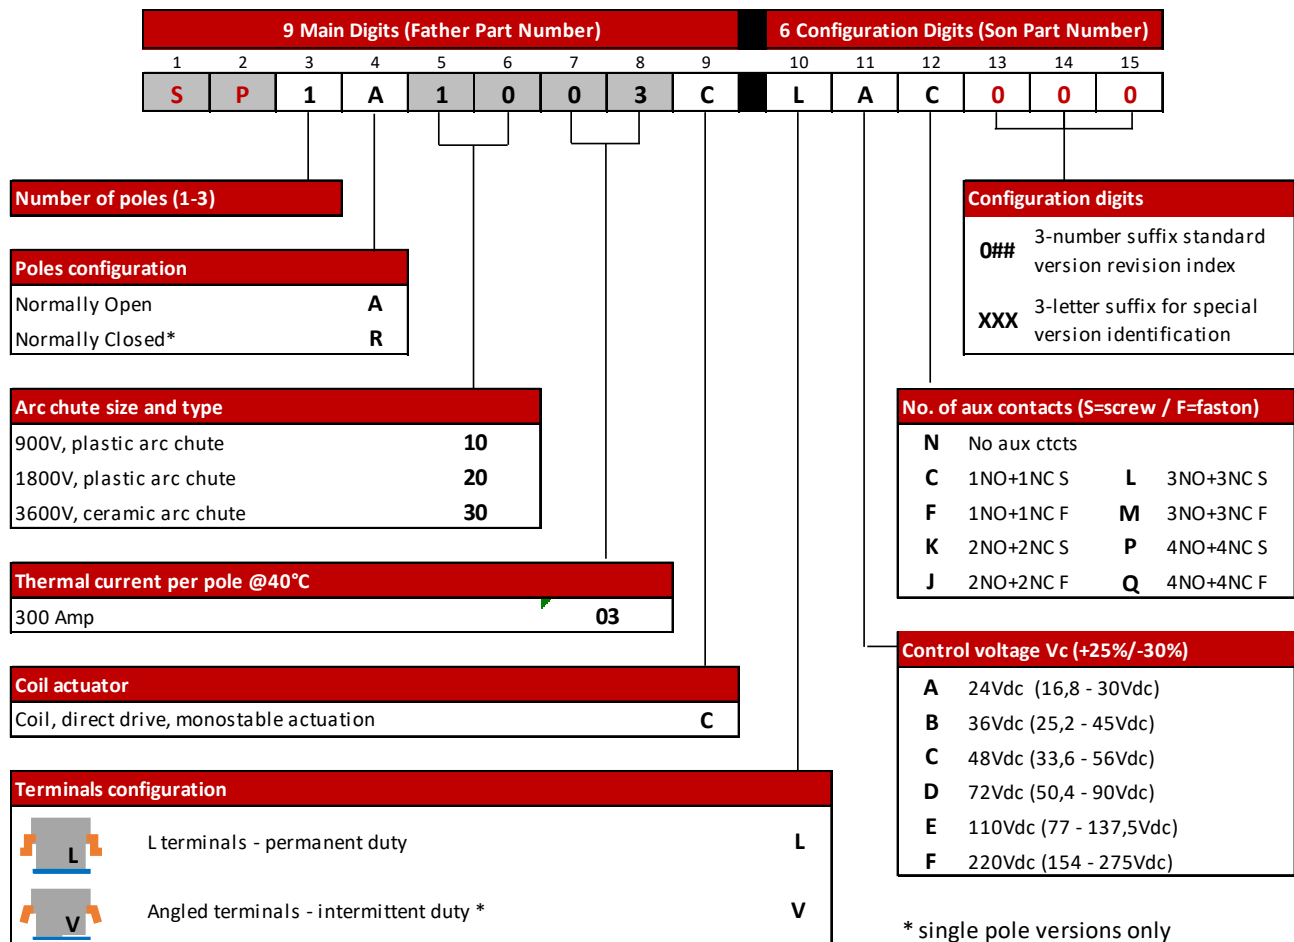 9 Main Digits (Father Part Number) 6 Configuration Digits (Son Part Number)
1 2 3 4 5 6 7 8 9 10 11 12 13 14 15
S P 1 A 1 0 0 3 C L A C 0 0 0
Number of poles (1-3)
Poles configuration
Normally Open A
Normally Closed* R
Arc chute size and type
900V, plastic arc chute 10
1800V, plastic arc chute 20
3600V, ceramic arc chute 30
Thermal current per pole @40°C
300 Amp 03
Coil actuator
Coil, direct drive, monostable actuation C
Terminals configuration
L L terminals - permanent duty L
V Angled terminals - intermittent duty * V
Configuration digits
0## 3-number suffix standard
version revision index
XXX 3-letter suffix for special
version identification
No. of aux contacts (S=screw / F=faston)
N No aux ctcts
C 1NO+1NC S L 3NO+3NC S
F 1NO+1NC F M 3NO+3NC F
K 2NO+2NC S P 4NO+4NC S
J 2NO+2NC F Q 4NO+4NC F
Control voltage Vc (+25%/-30%)
A 24Vdc (16,8 - 30Vdc)
B 36Vdc (25,2 - 45Vdc)
C 48Vdc (33,6 - 56Vdc)
D 72Vdc (50,4 - 90Vdc)
E 110Vdc (77 - 137,5Vdc)
F 220Vdc (154 - 275Vdc)
* single pole versions only